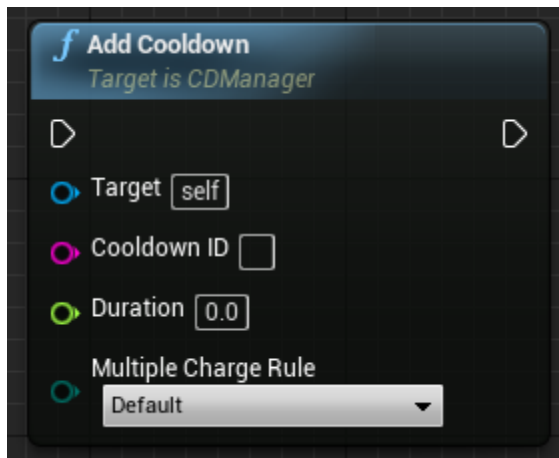 f Add Cooldown
Target is CDManager
Target self
Cooldown ID
Duration 0.0
Multiple Charge Rule
Default